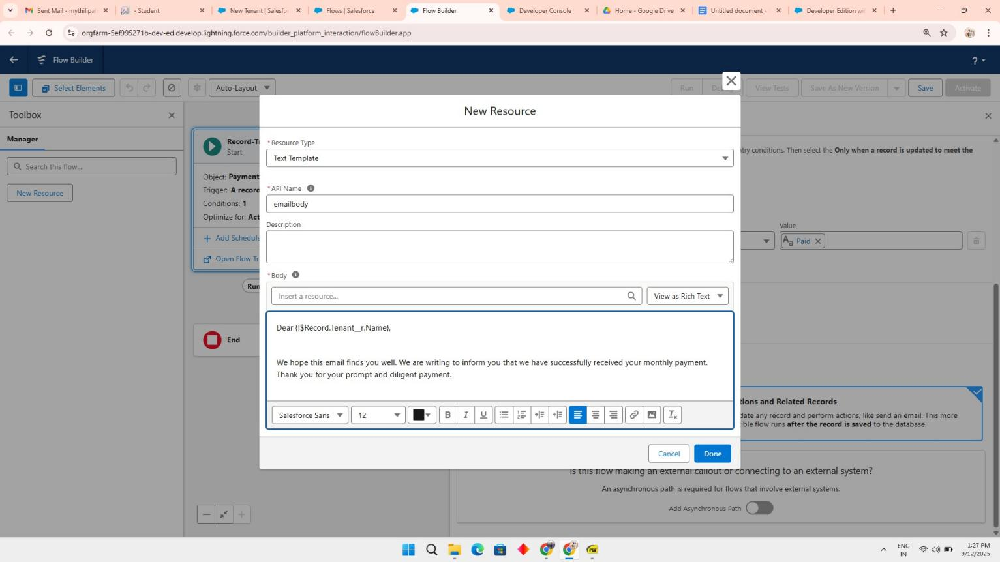 Sent Mail - mythilipal
- Student
New Tenant | Salesfor
Flows | Salesforce
Flow Builder
Developer Console
Home - Google Drive
Untitled document -
Developer Edition wit
orgfarm-5ef995271b-dev-ed.develop.lightning.force.com/builder_platform_interaction/flowBuilder.app
Flow Builder
?
Select Elements
Auto-Layout
Run
View Tests
Save As New Version
Save
Activate
Toolbox
Manager
Search this flow...
New Resource
Record-Tr
Start
Object: Payment
Trigger: A record
Conditions: 1
Optimize for: Act
Add Schedule
Open Flow Tr
Run
End
New Resource
* Resource Type
Text Template
* API Name
emailbody
Description
* Body
Insert a resource...
View as Rich Text
Dear {!$Record.Tenant__r.Name},
We hope this email finds you well. We are writing to inform you that we have successfully received your monthly payment.
Thank you for your prompt and diligent payment.
Salesforce Sans
12
B I U
Cancel
Done
ntry conditions. Then select the Only when a record is updated to meet the
Value
Aa Paid
tions and Related Records
date any record and perform actions, like send an email. This more
ible flow runs after the record is saved to the database.
Is this flow making an external callout or connecting to an external system?
An asynchronous path is required for flows that involve external systems.
Add Asynchronous Path
ENG
IN
1:27 PM
9/12/2025